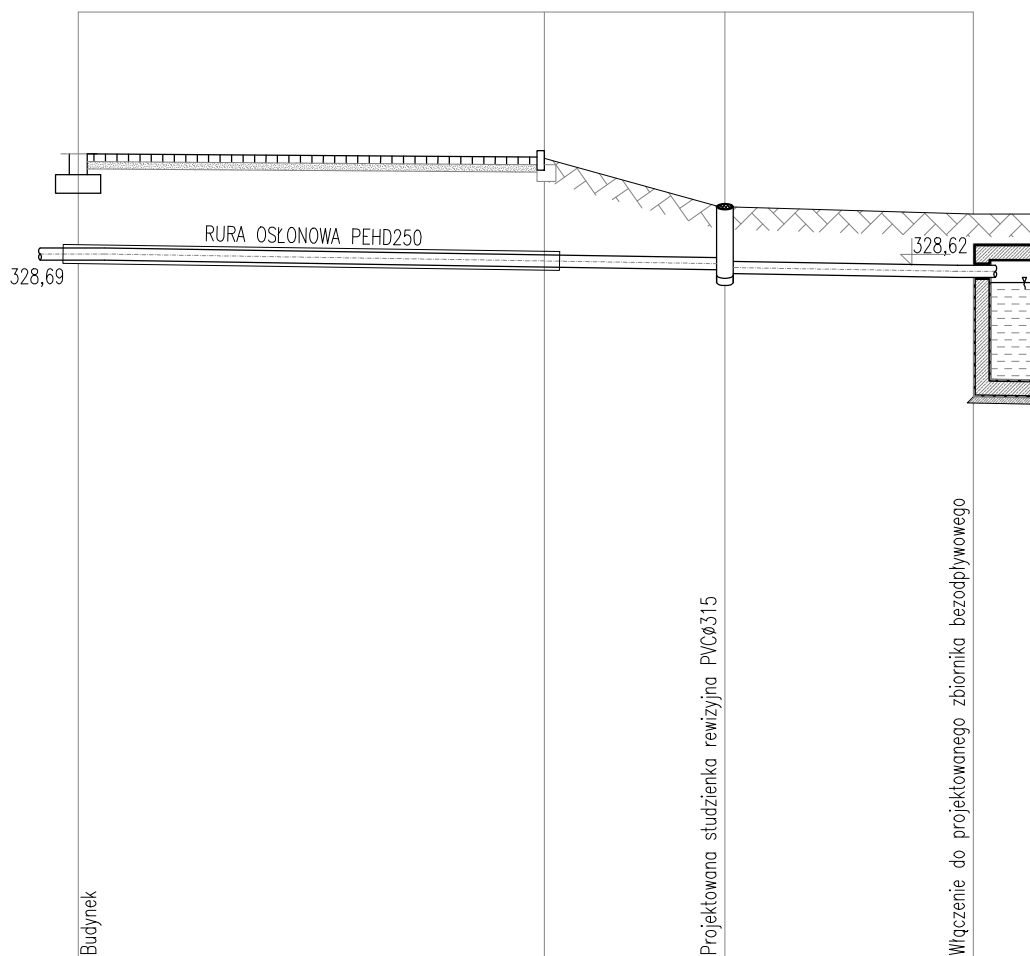 RURA OSŁONOWA PEHD250
328,62
328,69
Budynek
Projektowana studzienka rewizyjna PVCø315
Włączenie do projektowanego zbiornika bezodpływowego